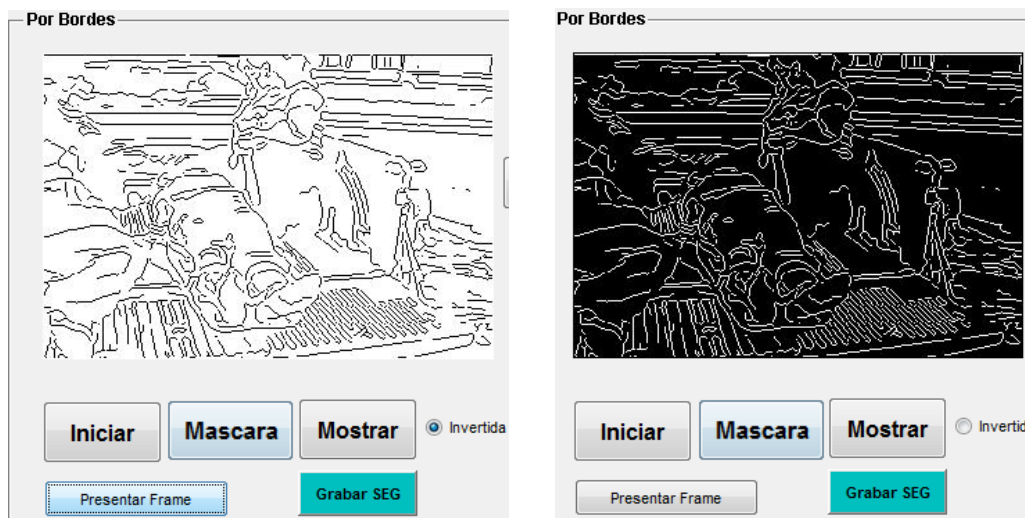 Por Bordes
Iniciar
Mascara
Mostrar
Invertida
Presentar Frame
Grabar SEG
Por Bordes
Iniciar
Mascara
Mostrar
Invertid
Presentar Frame
Grabar SEG